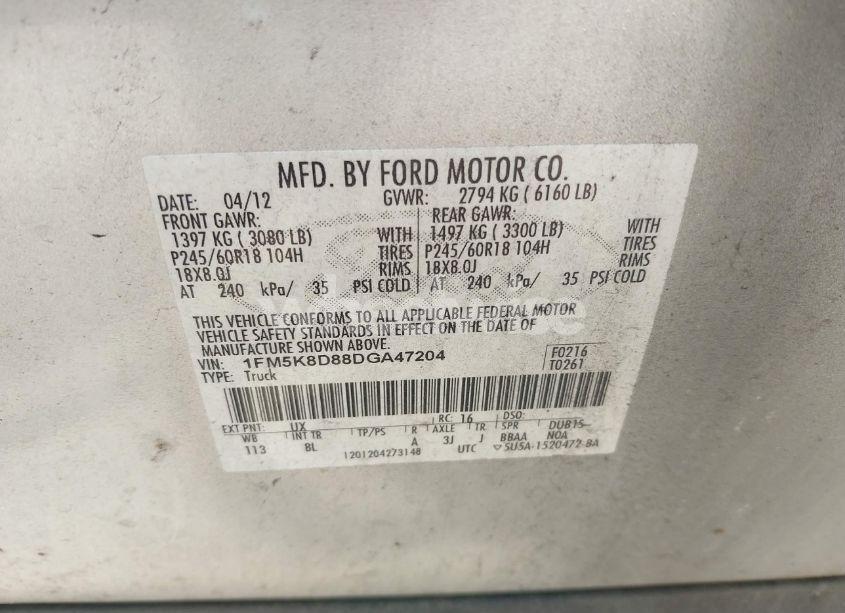 MFD. BY FORD MOTOR CO.
DATE: 04/12 GVWR: 2794 KG ( 6160 LB)
FRONT GAWR: REAR GAWR:
1397 KG ( 3080 LB) WITH 1497 KG ( 3300 LB) WITH
P245/60R18 104H TIRES P245/60R18 104H TIRES
18X8.0J RIMS 18X8.0J RIMS
AT 240 kPa/ 35 PSI COLD AT 240 kPa/ 35 PSI COLD
THIS VEHICLE CONFORMS TO ALL APPLICABLE FEDERAL MOTOR
VEHICLE SAFETY STANDARDS IN EFFECT ON THE DATE OF
MANUFACTURE SHOWN ABOVE.
VIN: 1FM5K8D88DGA47204 F0216
TYPE: Truck T0261
EXT PNT: UX RC: 16 DSO:
WB INT TR TP/PS R AXLE TR SPR DUB15
113 8L A 3J J BBAA NOA
1201204273148 UTC 5U5A-1520472-BA